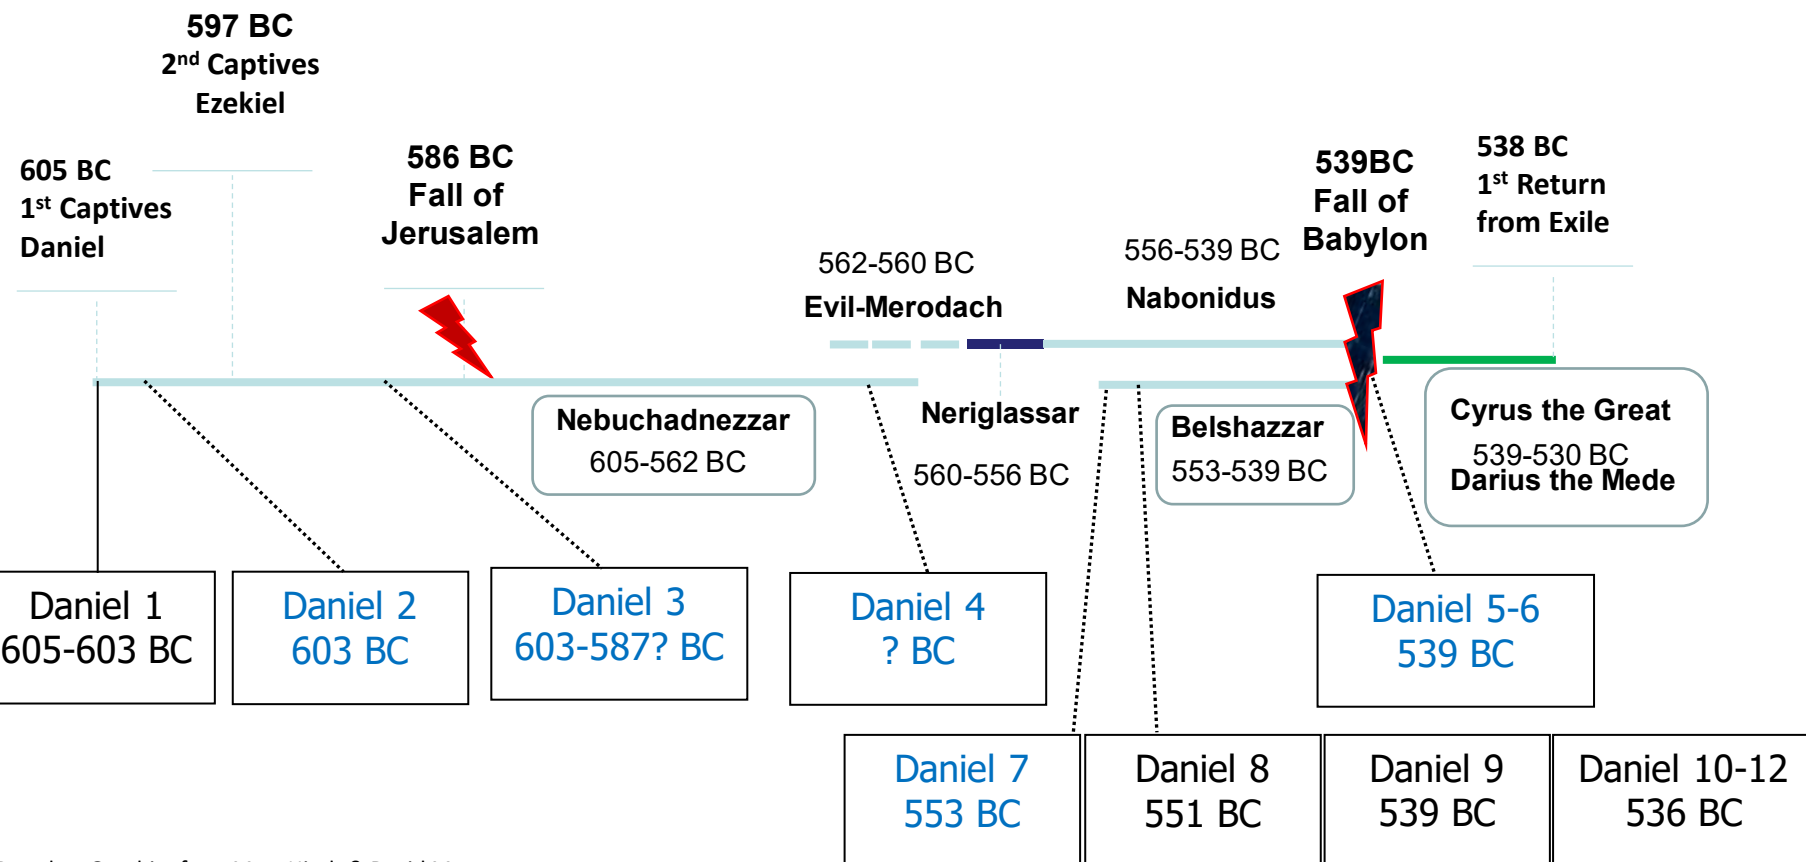 597 BC
2nd Captives
Ezekiel
605 BC
1st Captives
Daniel
586 BC
Fall of
Jerusalem
562-560 BC
Evil-Merodach
556-539 BC
Nabonidus
539BC
Fall of
Babylon
538 BC
1st Return
from Exile
Nebuchadnezzar
605-562 BC
Neriglassar
560-556 BC
Belshazzar
553-539 BC
Cyrus the Great
539-530 BC
Darius the Mede
Daniel 1
605-603 BC
Daniel 2
603 BC
Daniel 3
603-587? BC
Daniel 4
? BC
Daniel 5-6
539 BC
Daniel 7
553 BC
Daniel 8
551 BC
Daniel 9
539 BC
Daniel 10-12
536 BC